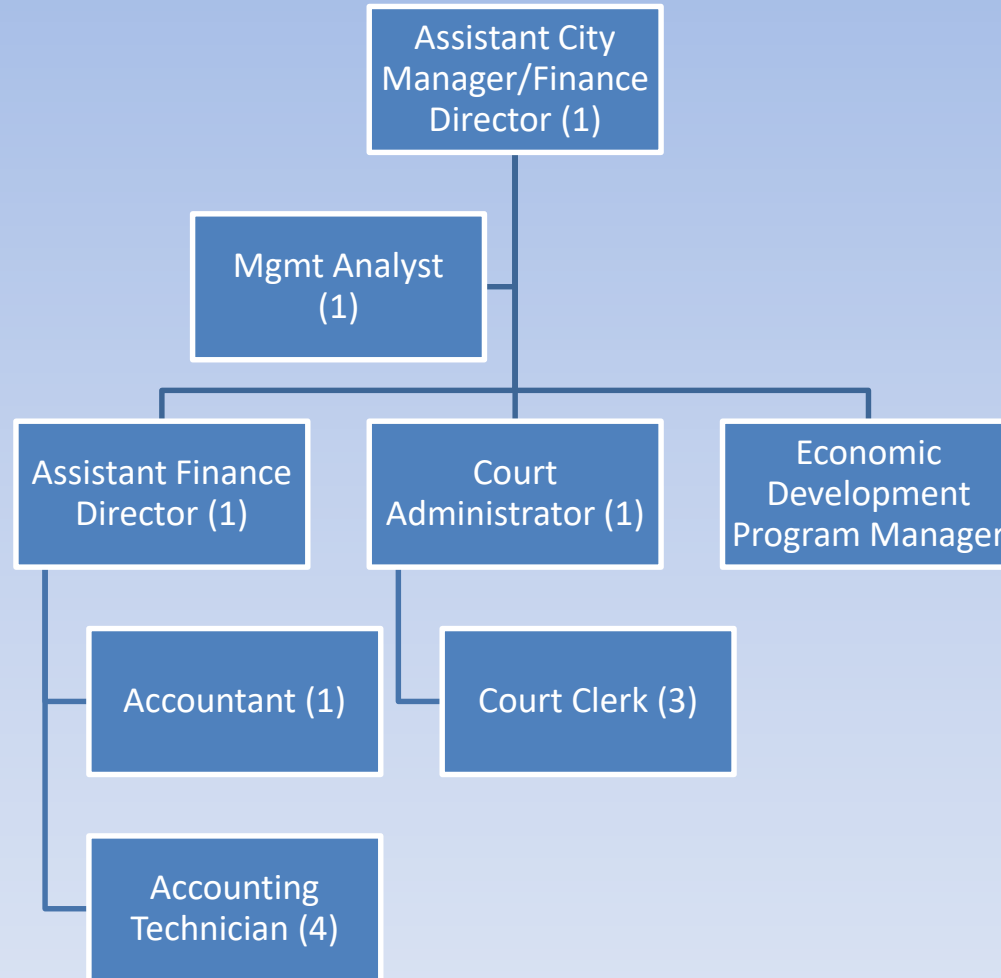 Assistant City
Manager/Finance
Director (1)
Mgmt Analyst
(1)
Assistant Finance
Director (1)
Court
Administrator (1)
Economic
Development
Program Manager
Accountant (1)
Court Clerk (3)
Accounting
Technician (4)